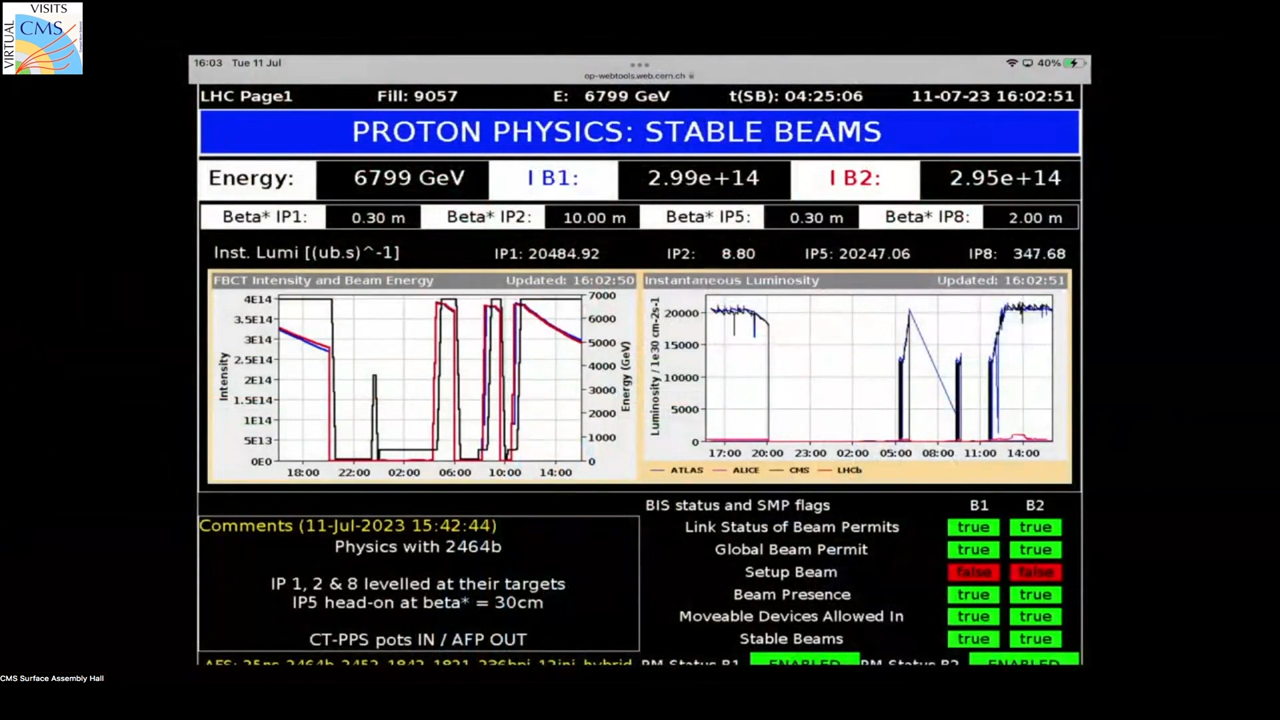 VISITS
VIRTUAL
CMS
16:03 Tue 11 Jul
40%
op-webtools.web.cern.ch
LHC Page1 Fill: 9057 E: 6799 GeV t(SB): 04:25:06 11-07-23 16:02:51
PROTON PHYSICS: STABLE BEAMS
Energy: 6799 GeV I B1: 2.99e+14 I B2: 2.95e+14
Beta* IP1: 0.30 m Beta* IP2: 10.00 m Beta* IP5: 0.30 m Beta* IP8: 2.00 m
Inst. Lumi [(ub.s)^-1] IP1: 20484.92 IP2: 8.80 IP5: 20247.06 IP8: 347.68
FBCT Intensity and Beam Energy Updated: 16:02:50
4E14
3.5E14
3E14
2.5E14
2E14
1.5E14
1E14
5E13
0E0
Intensity
7000
6000
5000
4000
3000
2000
1000
0
Energy (GeV)
18:00 22:00 02:00 06:00 10:00 14:00
Instantaneous Luminosity Updated: 16:02:51
20000
15000
10000
5000
0
Luminosity / 1e30 cm-2s-1
17:00 20:00 23:00 02:00 05:00 08:00 11:00 14:00
ATLAS ALICE CMS LHCb
Comments (11-Jul-2023 15:42:44)
Physics with 2464b
IP 1, 2 & 8 levelled at their targets
IP5 head-on at beta* = 30cm
CT-PPS pots IN / AFP OUT
BIS status and SMP flags B1 B2
Link Status of Beam Permits true true
Global Beam Permit true true
Setup Beam false false
Beam Presence true true
Moveable Devices Allowed In true true
Stable Beams true true
AFS: 25ns_2464b_2452_1842_1821_236bpi_12inj_hybrid
PM Status B1 ENABLED PM Status B2 ENABLED
CMS Surface Assembly Hall